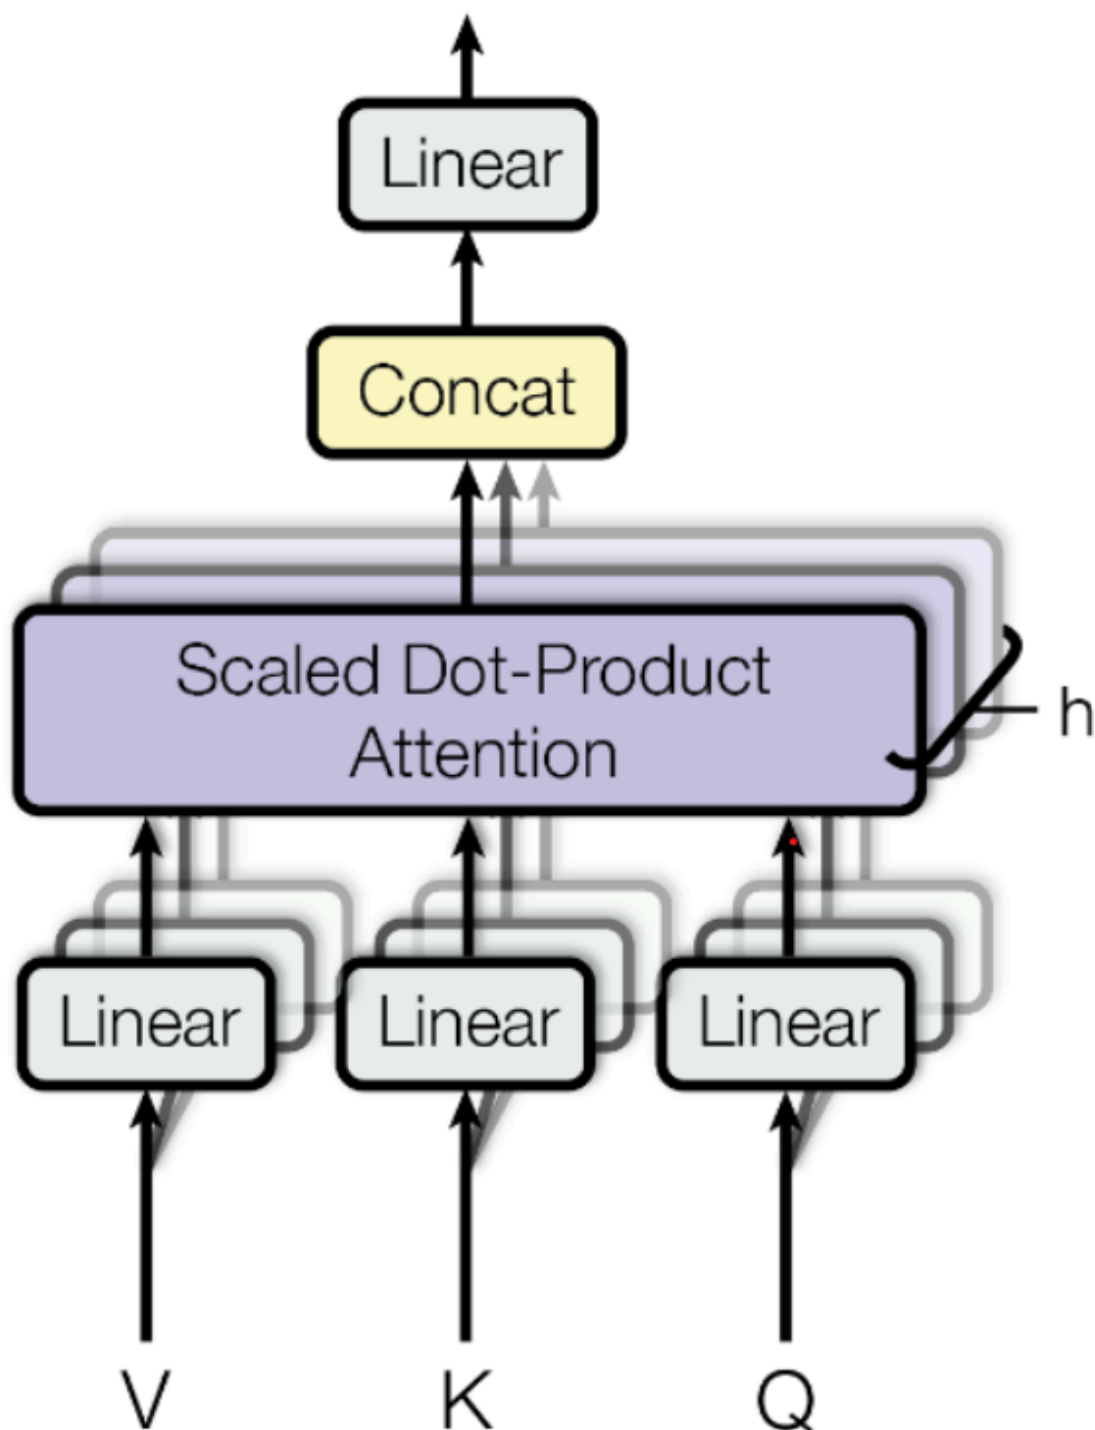 Linear
Concat
Scaled Dot-Product
Attention
h
Linear Linear Linear
V K Q